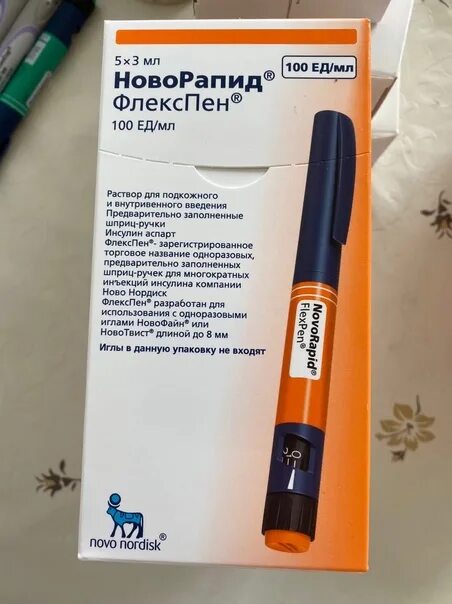 5×3 мл
НовоРапид®
100 ЕД/мл
ФлексПен®
100 ЕД/мл
Раствор для подкожного
и внутривенного введения
Предварительно заполненные
шприц-ручки
Инсулин аспарт
ФлексПен®- зарегистрированное
торговое название одноразовых,
предварительно заполненных
шприц-ручек для многократных
инъекций инсулина компании
Ново Нордиск
ФлексПен® разработан для
использования с одноразовыми
иглами НовоФайн® или
НовоТвист® длиной до 8 мм
Иглы в данную упаковку не входят
NovoRapid®
FlexPen®
novo nordisk®